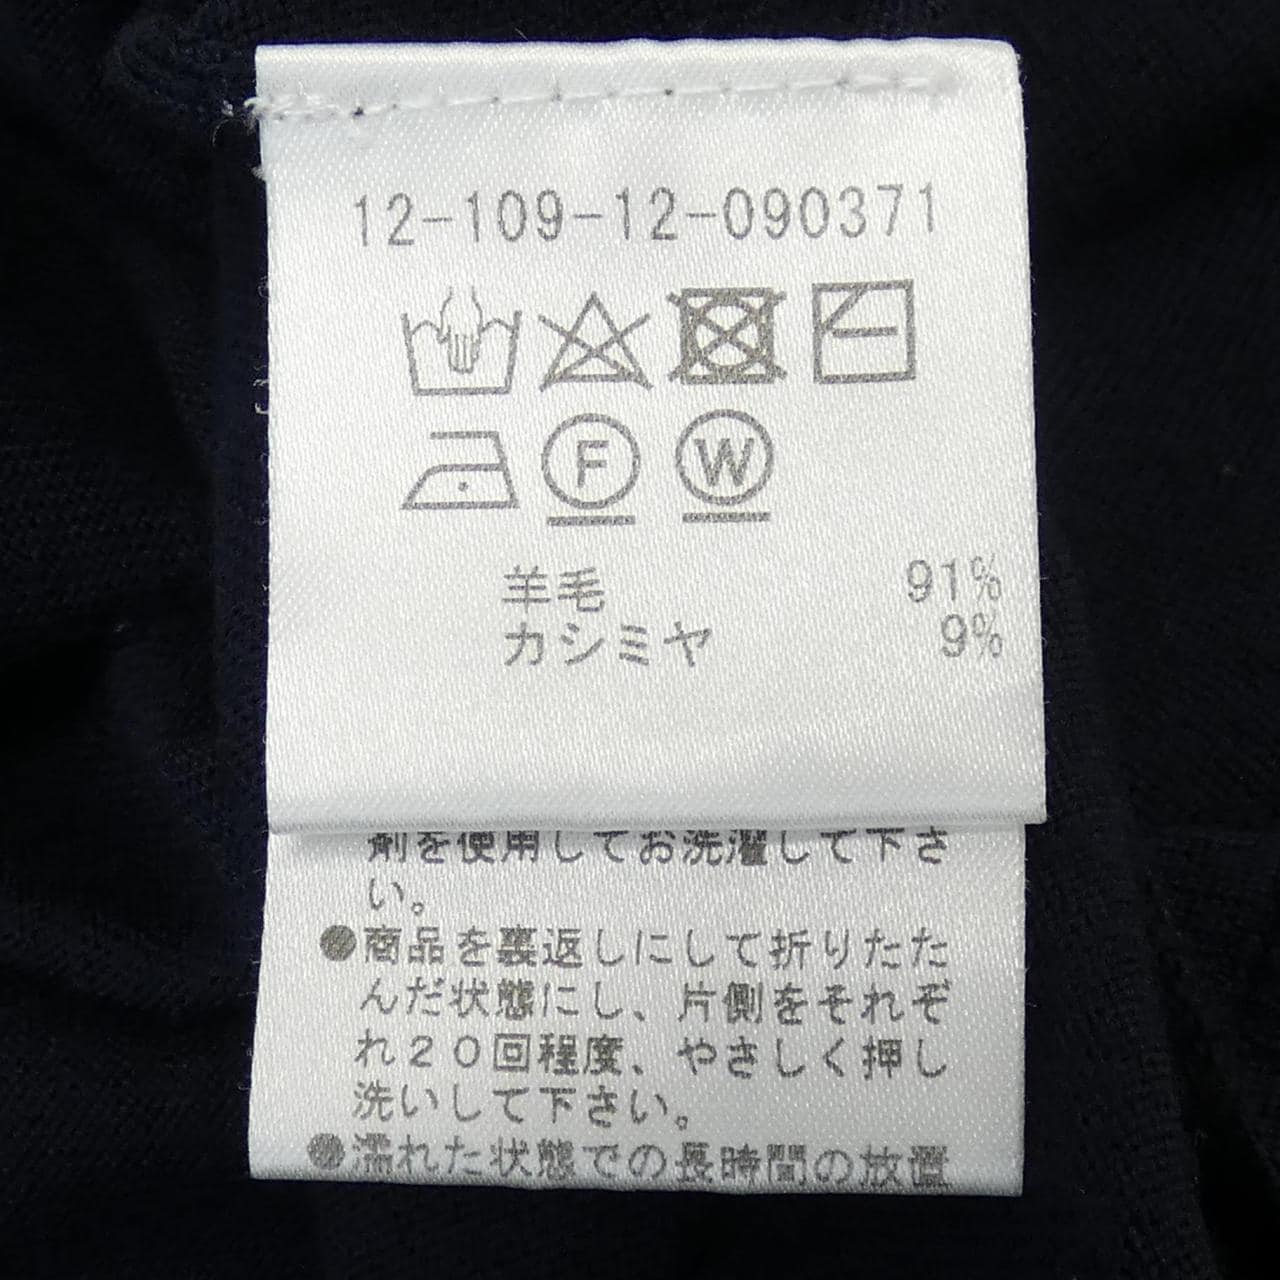 12-109-12-090371
F W
羊毛 91%
カシミヤ 9%
剤を使用してお洗濯して下さ
い。
●商品を裏返しにして折りたた
んだ状態にし、片側をそれぞ
れ20回程度、やさしく押し
洗いして下さい。
●濡れた状態での長時間の放置